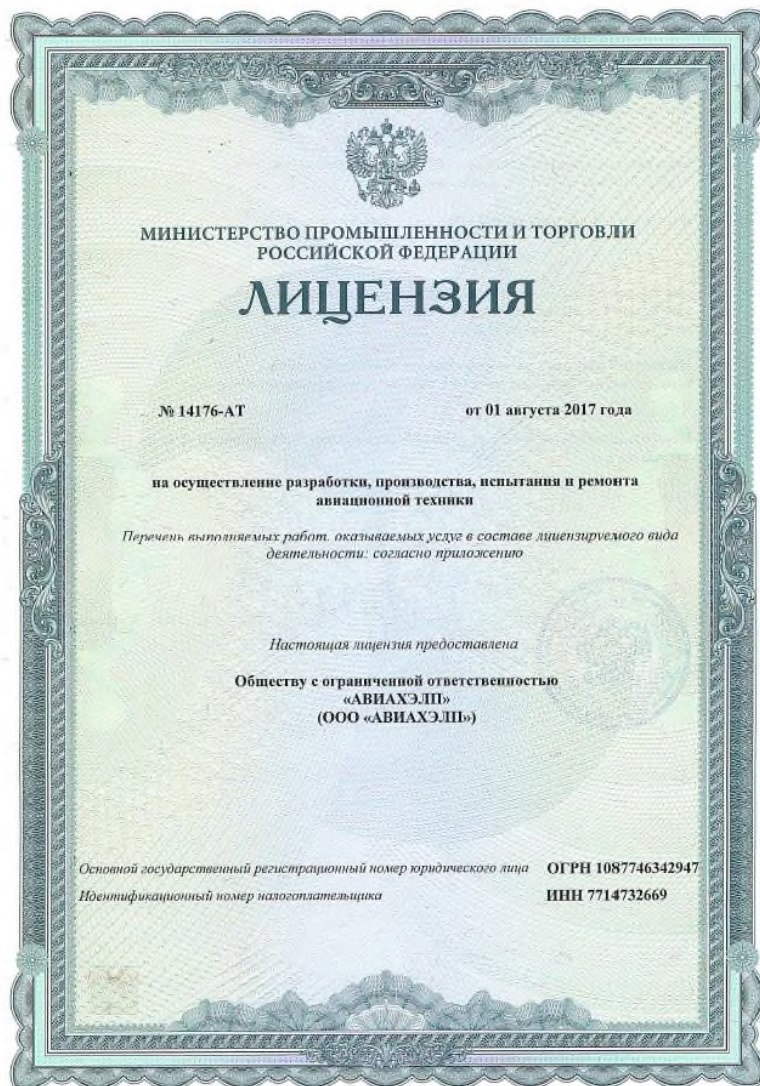 МИНИСТЕРСТВО ПРОМЫШЛЕННОСТИ И ТОРГОВЛИ
РОССИЙСКОЙ ФЕДЕРАЦИИ
ЛИЦЕНЗИЯ
№ 14176-АТ от 01 августа 2017 года
на осуществление разработки, производства, испытания и ремонта
авиационной техники
Перечень выполняемых работ, оказываемых услуг в составе лицензируемого вида
деятельности: согласно приложению
Настоящая лицензия предоставлена
Обществу с ограниченной ответственностью
«АВИАХЭЛП»
(ООО «АВИАХЭЛП»)
Основной государственный регистрационный номер юридического лица ОГРН 1087746342947
Идентификационный номер налогоплательщика ИНН 7714732669